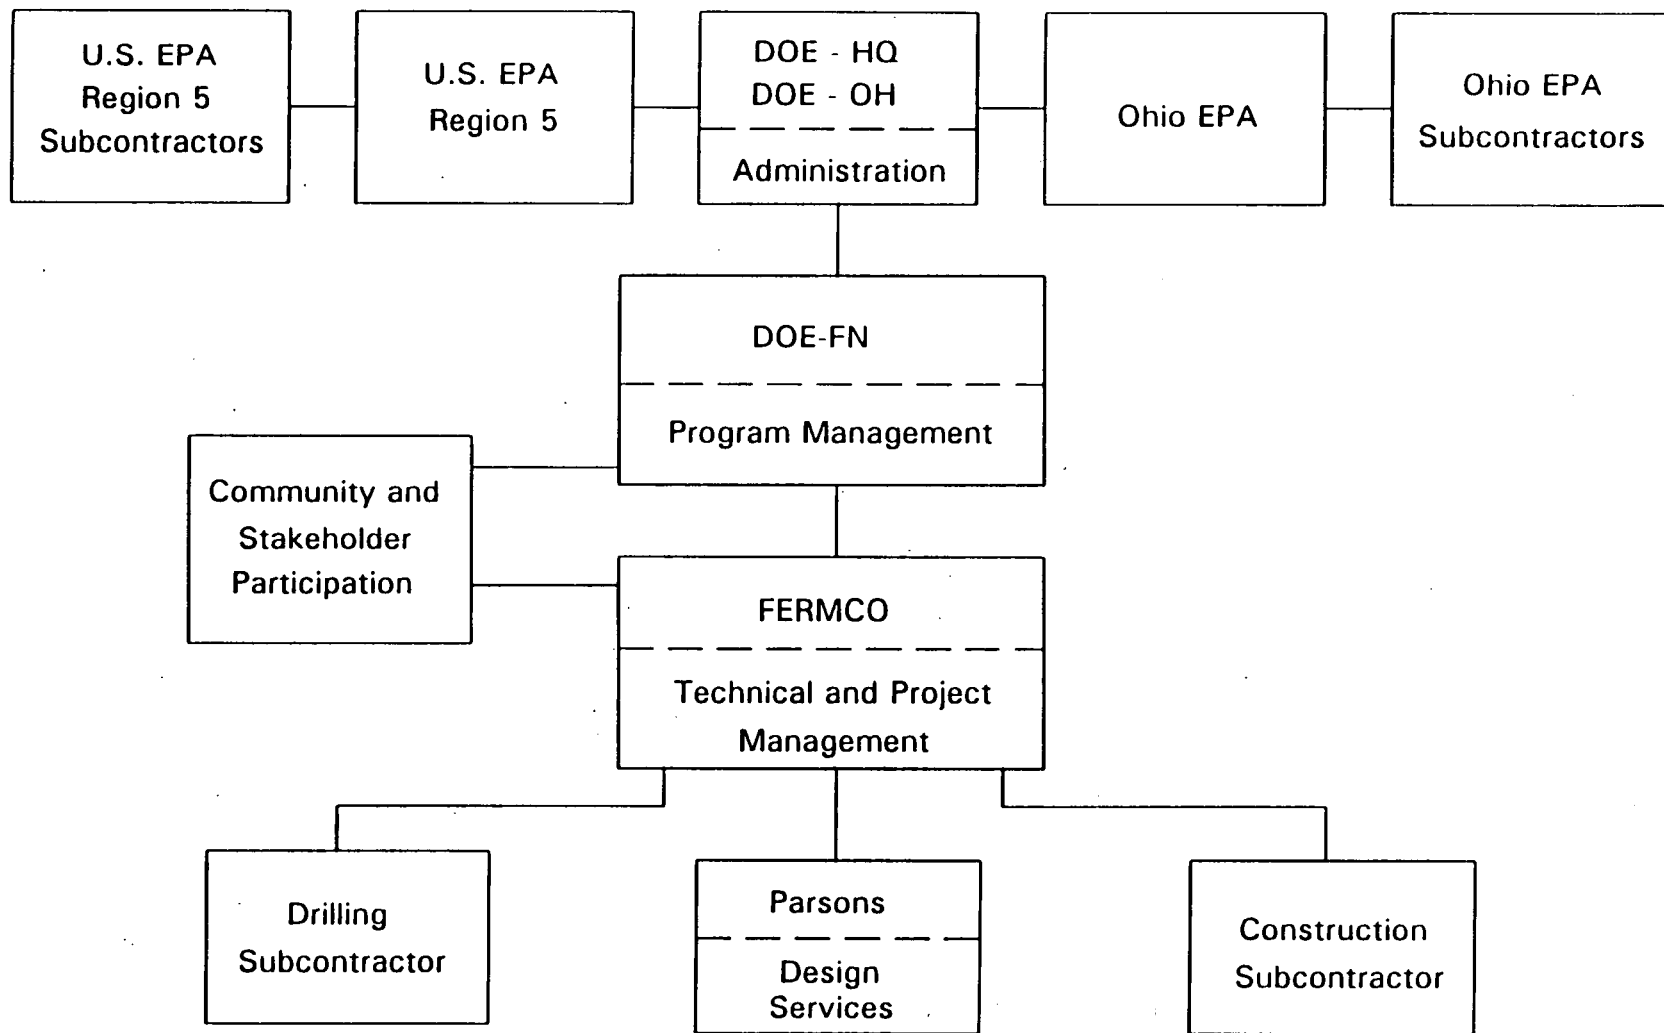 U.S. EPA
Region 5
Subcontractors
U.S. EPA
Region 5
DOE - HQ
DOE - OH
Administration
Ohio EPA
Ohio EPA
Subcontractors
DOE-FN
Program Management
Community and
Stakeholder
Participation
FERMCO
Technical and Project
Management
Drilling
Subcontractor
Parsons
Design
Services
Construction
Subcontractor